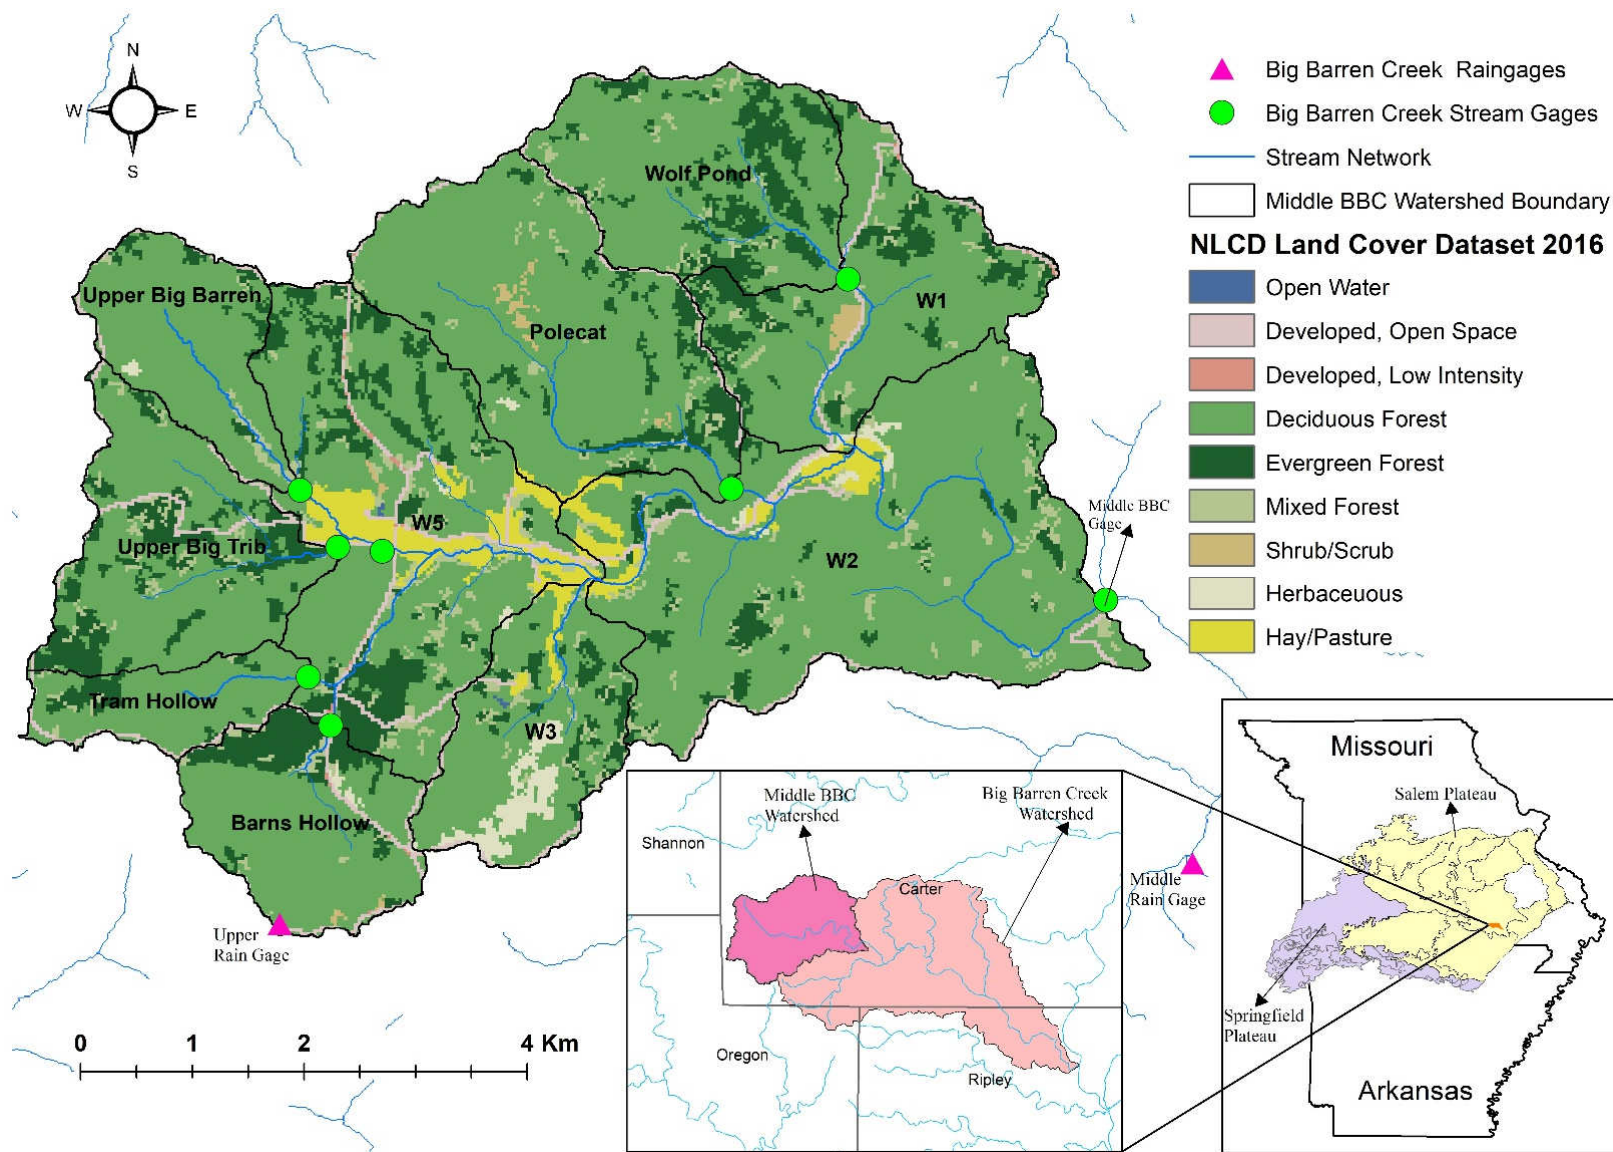 N
W
E
S
Wolf Pond
Upper Big Barren
W1
Polecat
W5
Upper Big Trib
W2
Middle BBC
Gage
Tram Hollow
W3
Barns Hollow
Upper
Rain Gage
Middle
Rain Gage
0 1 2 4 Km
Big Barren Creek Raingages
Big Barren Creek Stream Gages
Stream Network
Middle BBC Watershed Boundary
NLCD Land Cover Dataset 2016
Open Water
Developed, Open Space
Developed, Low Intensity
Deciduous Forest
Evergreen Forest
Mixed Forest
Shrub/Scrub
Herbaceuous
Hay/Pasture
Middle BBC
Watershed
Big Barren Creek
Watershed
Shannon
Carter
Oregon
Ripley
Missouri
Salem Plateau
Springfield
Plateau
Arkansas